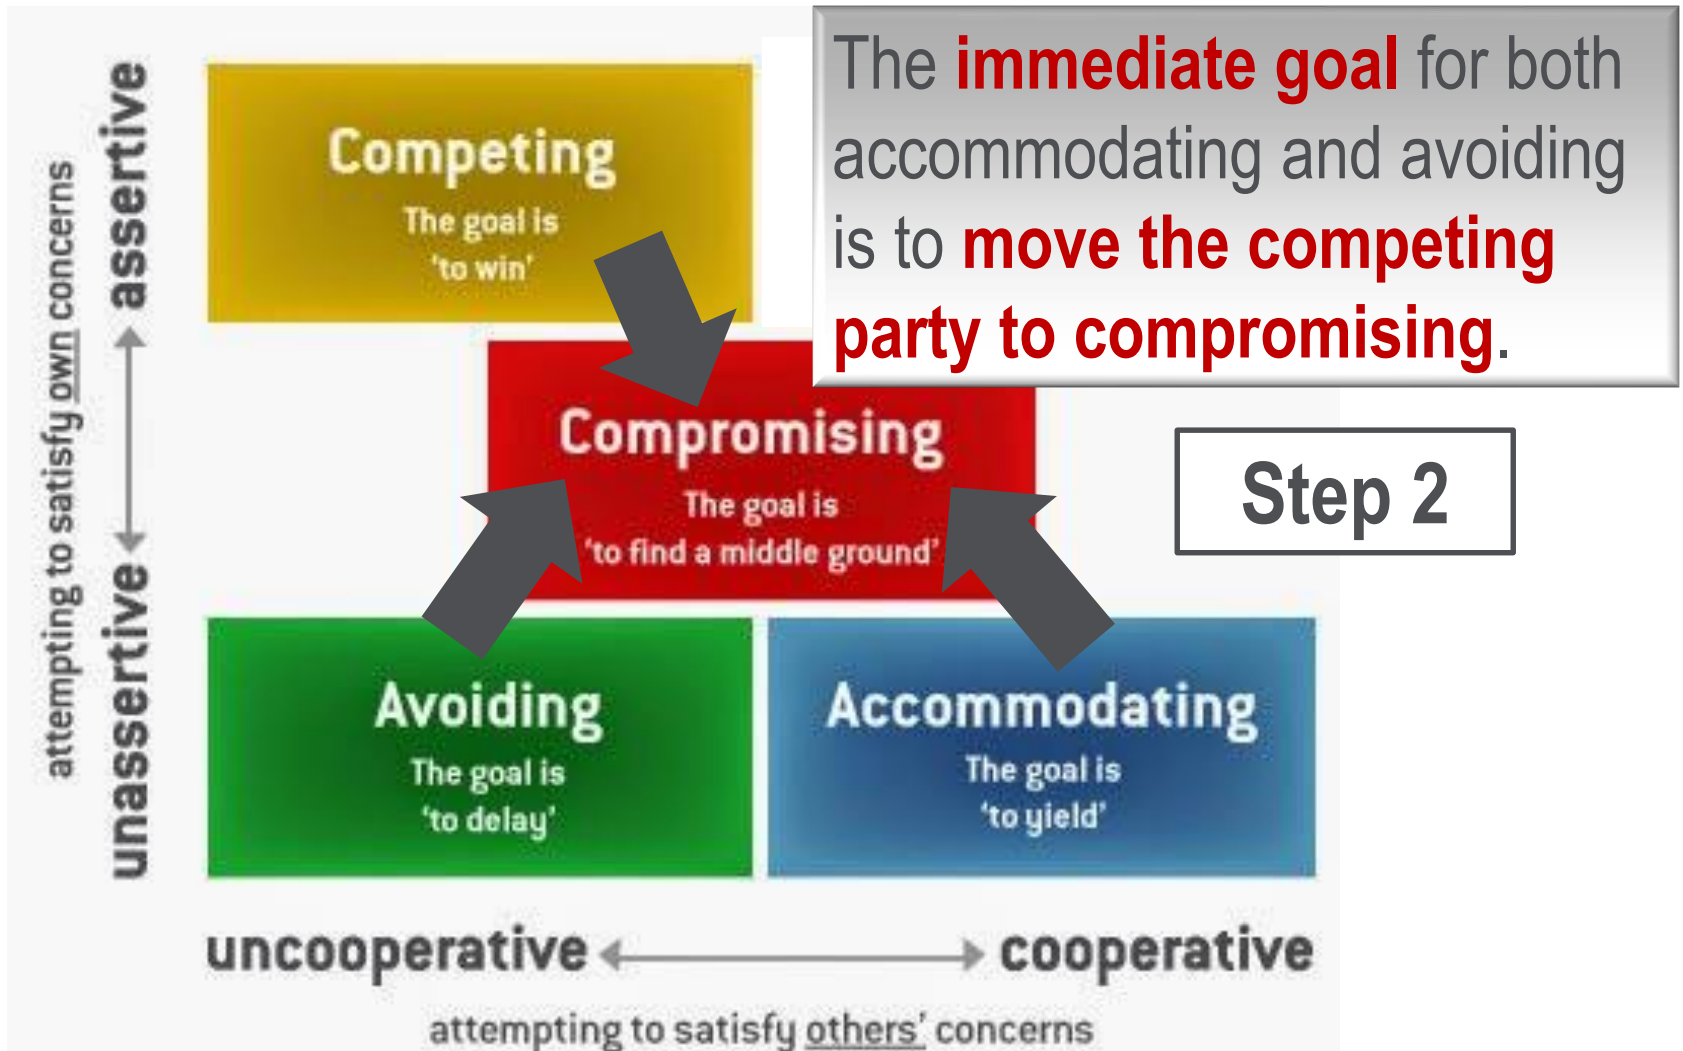 The immediate goal for both
accommodating and avoiding
is to move the competing
party to compromising.
Step 2
Competing
The goal is
'to win'
Compromising
The goal is
'to find a middle ground'
Avoiding
The goal is
'to delay'
Accommodating
The goal is
'to yield'
attempting to satisfy own concerns
unassertive
assertive
uncooperative
cooperative
attempting to satisfy others' concerns